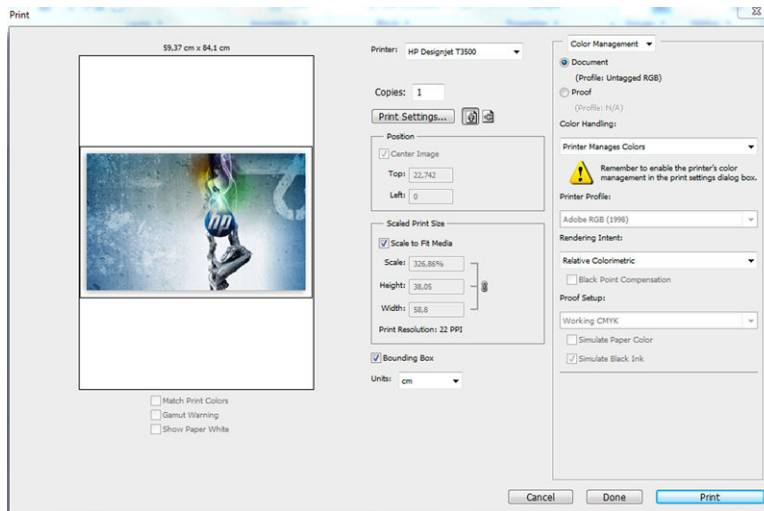 Print
59,37 cm x 84,1 cm
hp
Match Print Colors
Gamut Warning
Show Paper White
Printer: HP Designjet T3500
Copies: 1
Print Settings...
Position
Center Image
Top: 22,742
Left: 0
Scaled Print Size
Scale to Fit Media
Scale: 326,86%
Height: 38,05
Width: 58,8
Print Resolution: 22 PPI
Bounding Box
Units: cm
Color Management
Document
(Profile: Untagged RGB)
Proof
(Profile: N/A)
Color Handling:
Printer Manages Colors
Remember to enable the printer's color
management in the print settings dialog box.
Printer Profile:
Adobe RGB (1998)
Rendering Intent:
Relative Colorimetric
Black Point Compensation
Proof Setup:
Working CMYK
Simulate Paper Color
Simulate Black Ink
Cancel
Done
Print